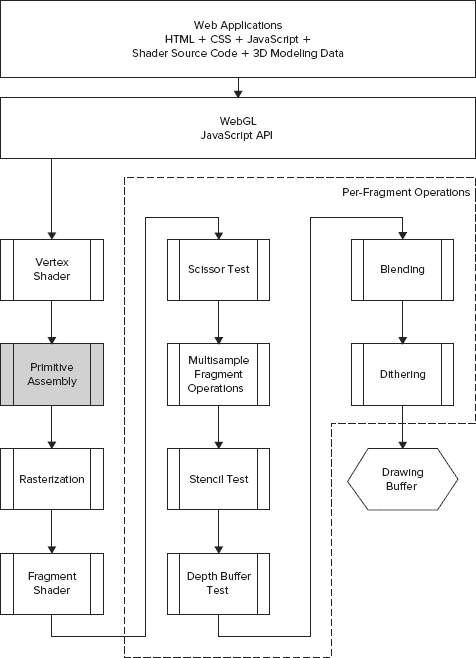 Web Applications
HTML + CSS + JavaScript +
Shader Source Code + 3D Modeling Data
WebGL
JavaScript API
Per-Fragment Operations
Vertex
Shader
Primitive
Assembly
Rasterization
Fragment
Shader
Scissor Test
Multisample
Fragment
Operations
Stencil Test
Depth Buffer
Test
Blending
Dithering
Drawing
Buffer